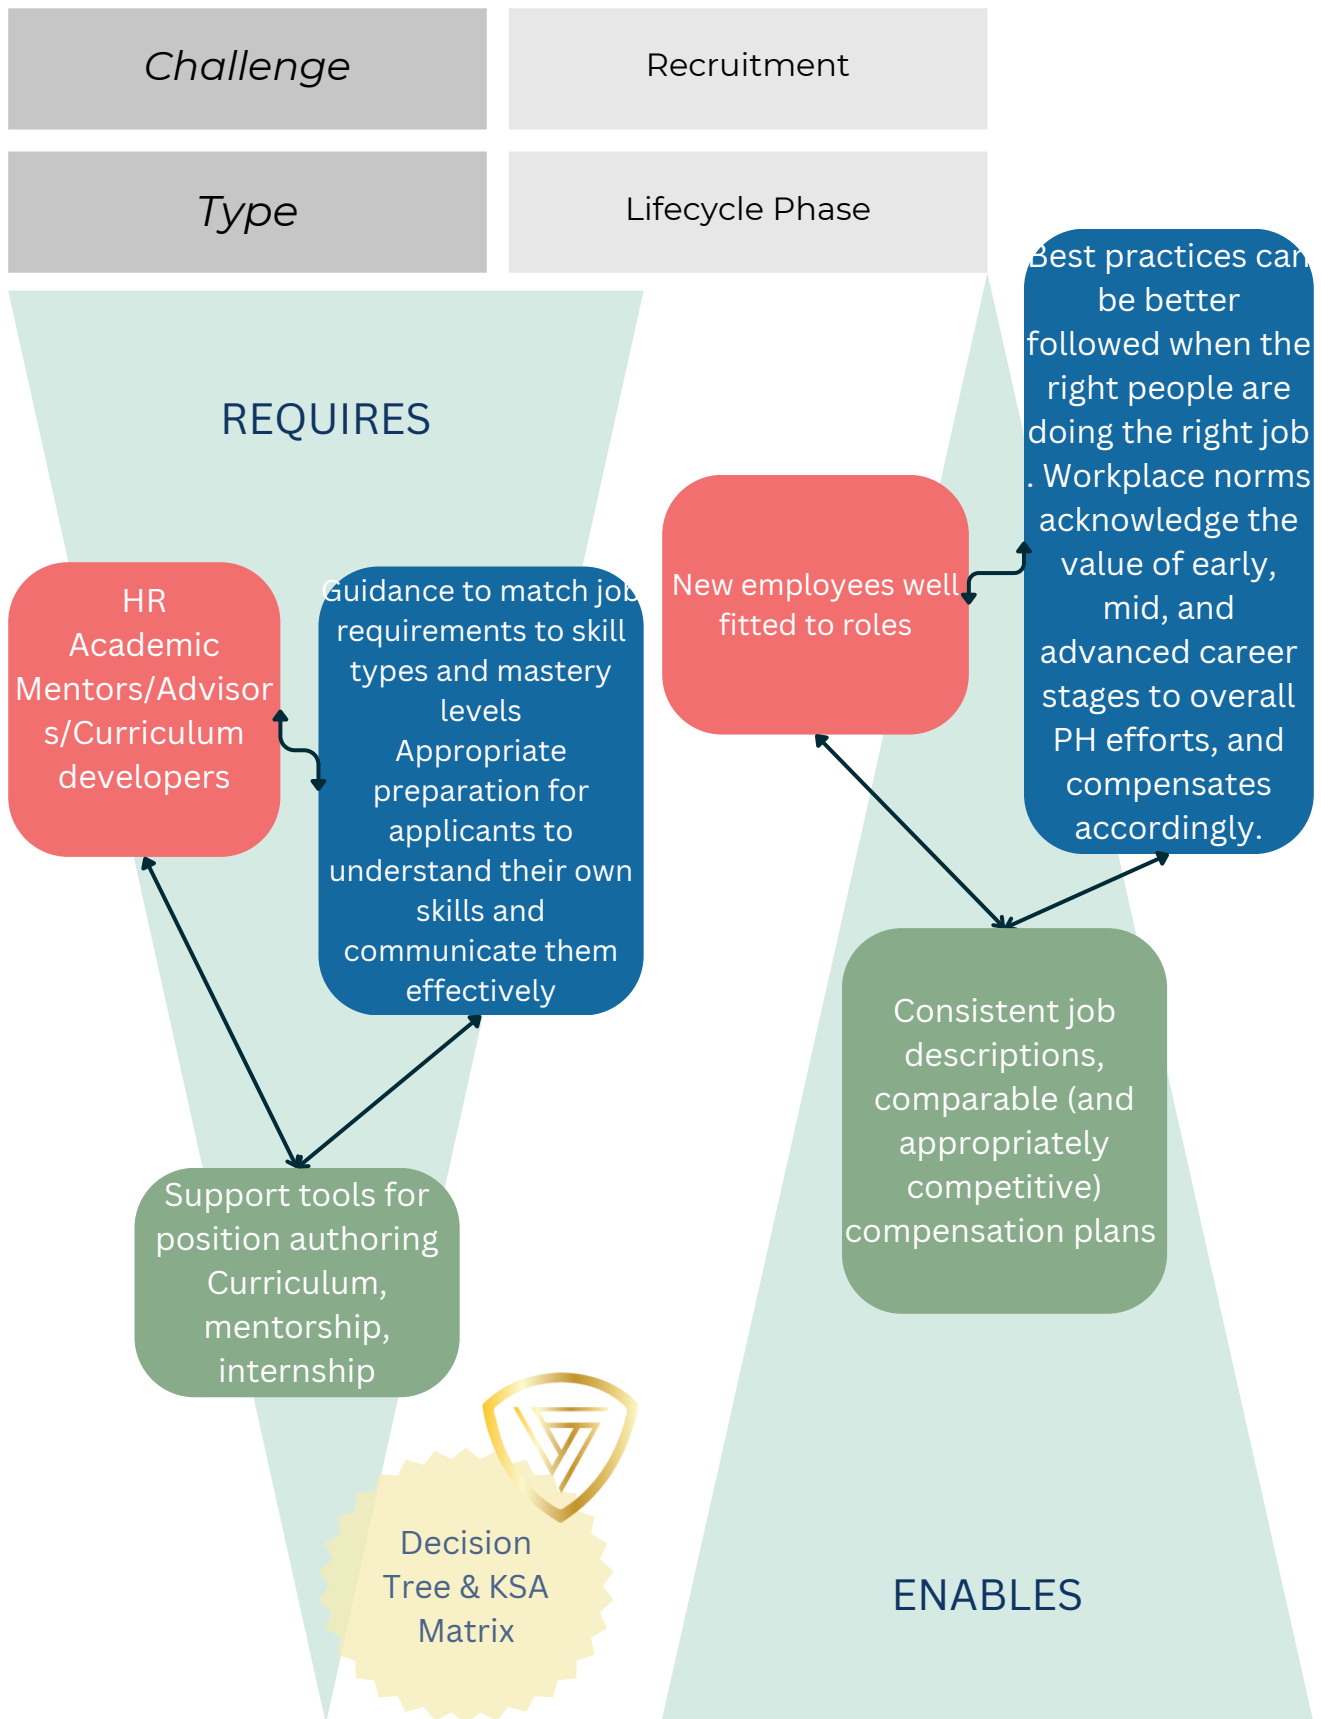 Challenge
Recruitment
Type
Lifecycle Phase
REQUIRES
HR
Academic
Mentors/Advisor
s/Curriculum
developers
Guidance to match job
requirements to skill
types and mastery
levels
Appropriate
preparation for
applicants to
understand their own
skills and
communicate them
effectively
Support tools for
position authoring
Curriculum,
mentorship,
internship
Decision
Tree & KSA
Matrix
New employees well
fitted to roles
Best practices can
be better
followed when the
right people are
doing the right job
. Workplace norms
acknowledge the
value of early,
mid, and
advanced career
stages to overall
PH efforts, and
compensates
accordingly.
Consistent job
descriptions,
comparable (and
appropriately
competitive)
compensation plans
ENABLES